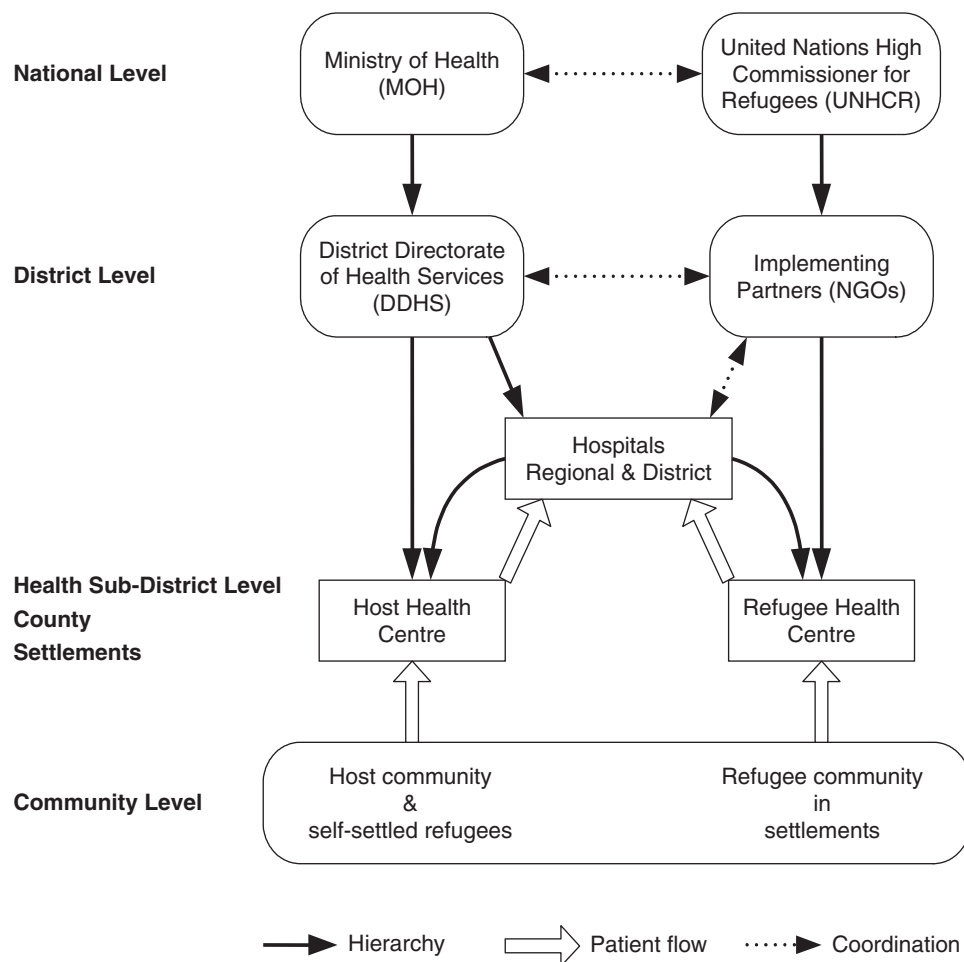 National Level
Ministry of Health
(MOH)
United Nations High
Commissioner for
Refugees (UNHCR)
District Level
District Directorate
of Health Services
(DDHS)
Implementing
Partners (NGOs)
Hospitals
Regional & District
Health Sub-District Level
County
Settlements
Host Health
Centre
Refugee Health
Centre
Community Level
Host community
&
self-settled refugees
Refugee community
in
settlements
Hierarchy
Patient flow
Coordination